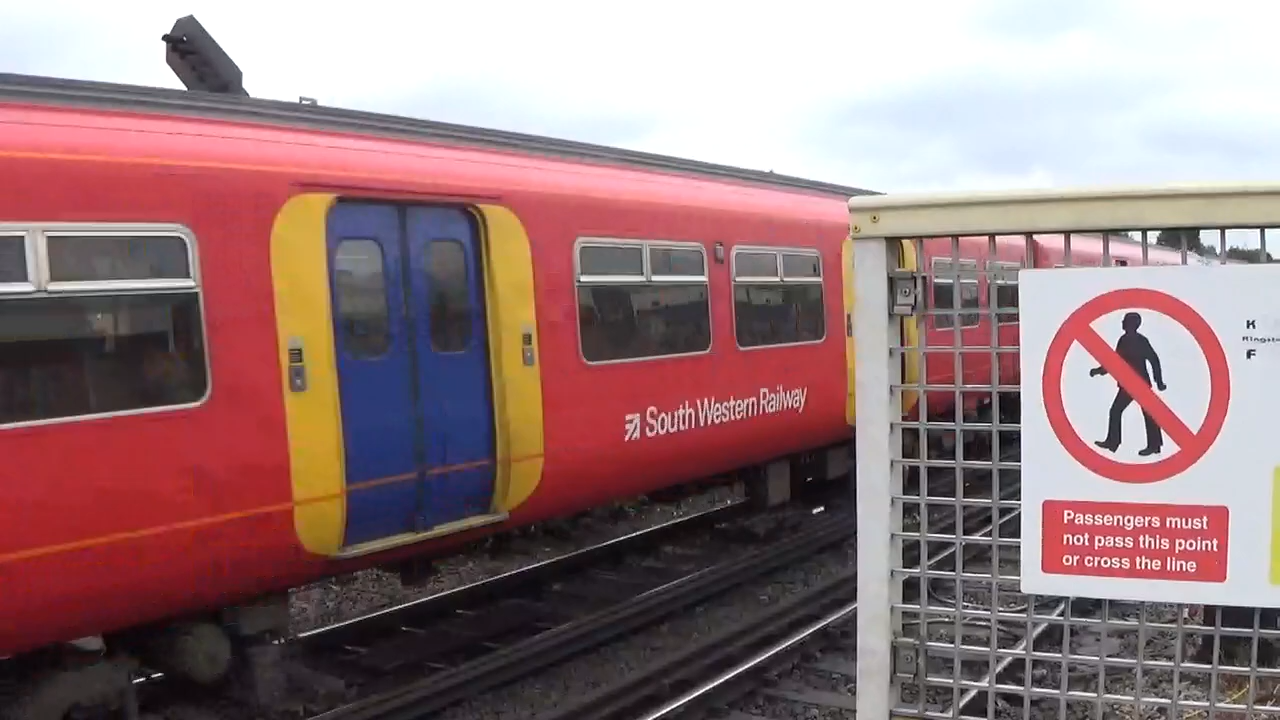 South Western Railway
K
F
Passengers must
not pass this point
or cross the line